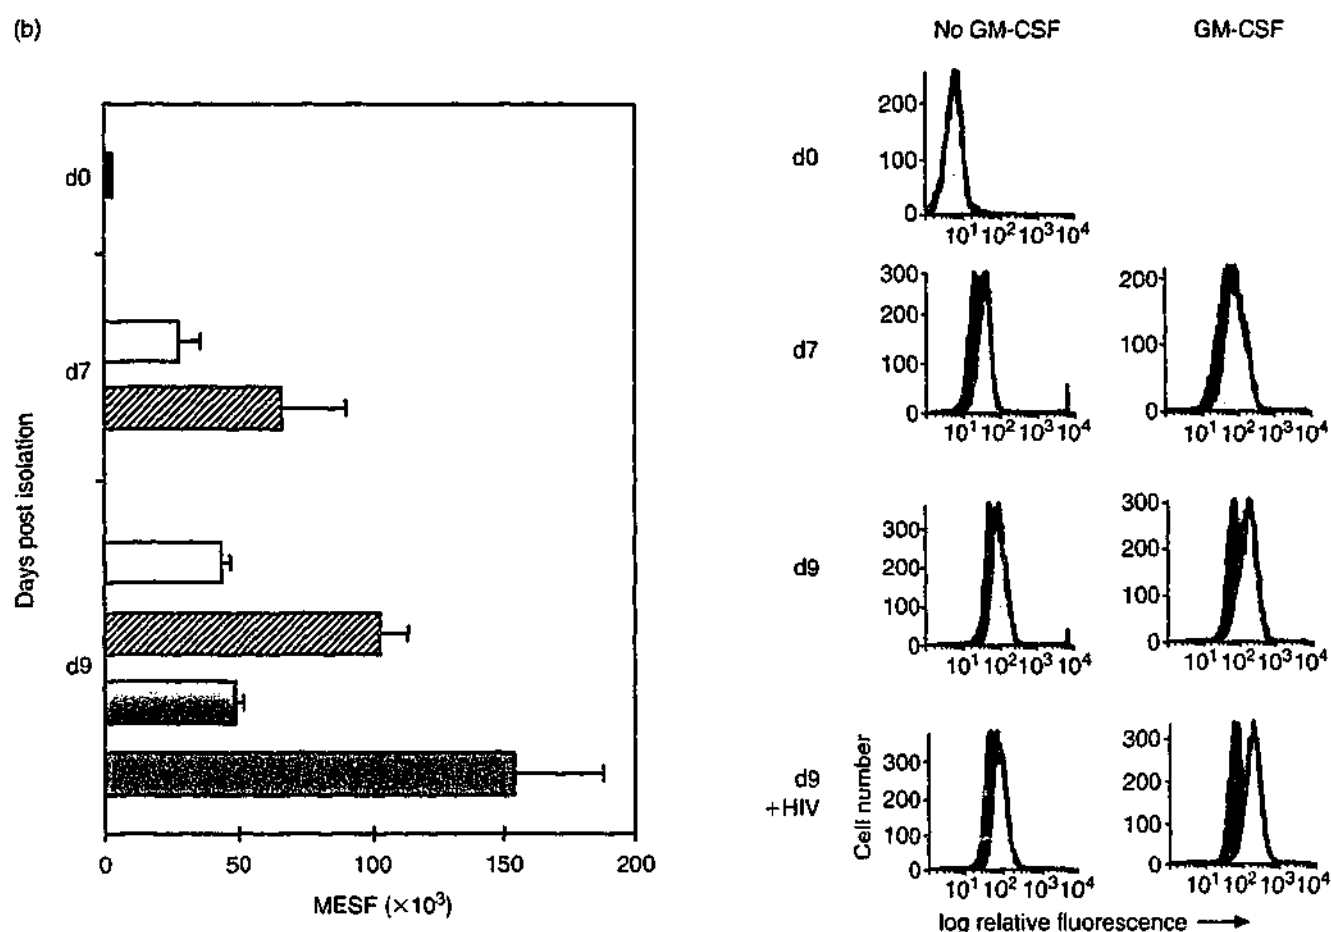 (b)
d0
d7
d9
Days post isolation
0 50 100 150 200
MESF (×10³)
No GM-CSF GM-CSF
d0
200
100
0
10¹ 10² 10³ 10⁴
d7
300
200
100
0
10¹ 10² 10³ 10⁴
200
100
0
10¹ 10² 10³ 10⁴
d9
300
200
100
0
10¹ 10² 10³ 10⁴
300
200
100
0
10¹ 10² 10³ 10⁴
d9
+HIV
Cell number
300
200
100
0
10¹ 10² 10³ 10⁴
300
200
100
0
10¹ 10² 10³ 10⁴
log relative fluorescence